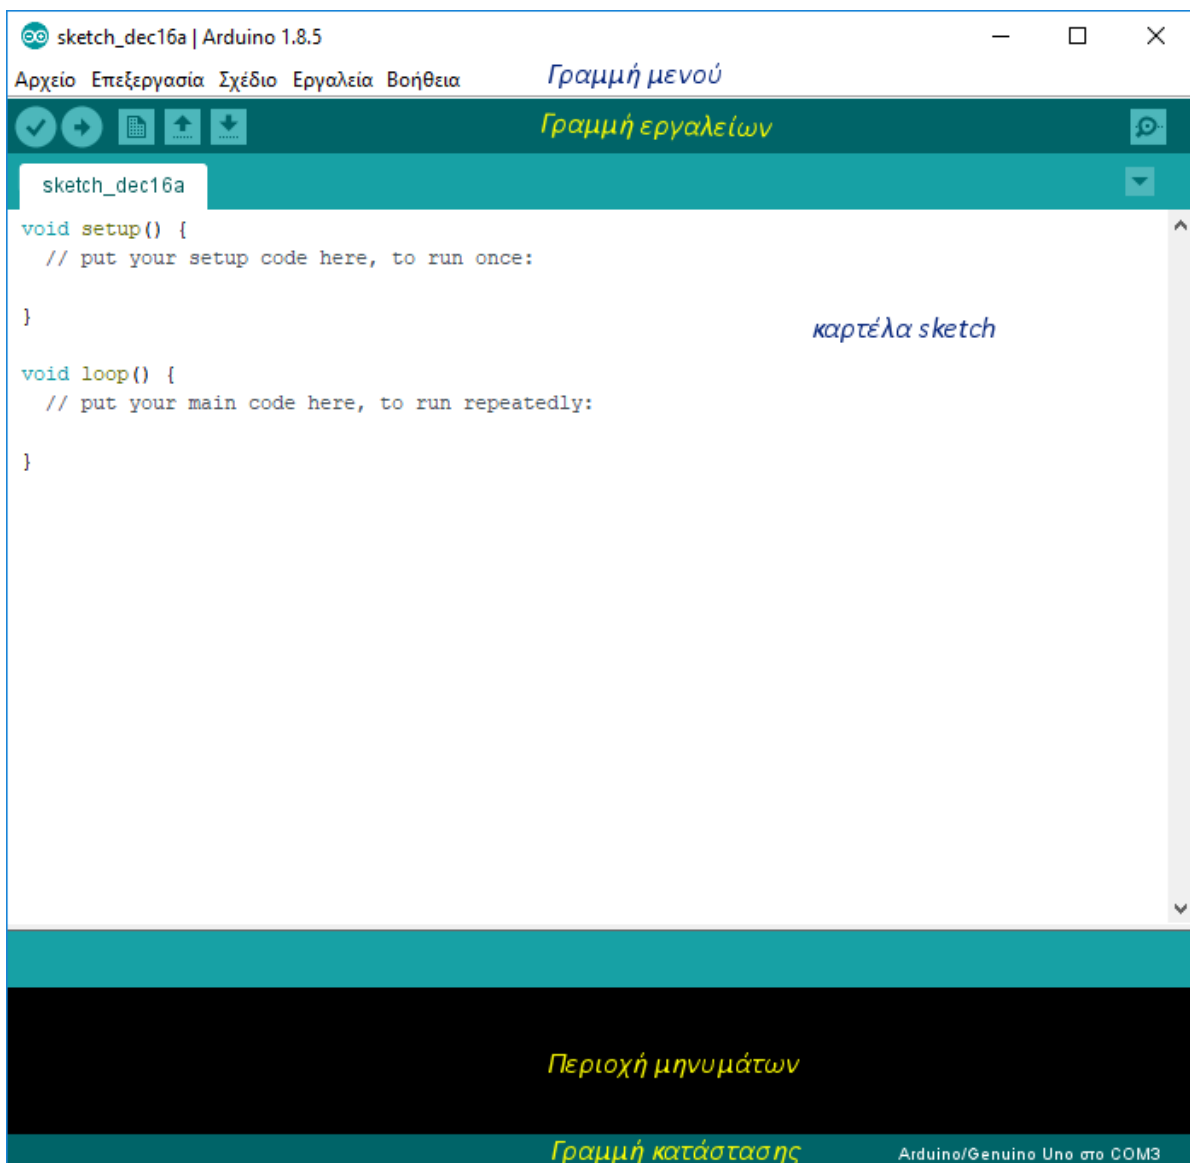 sketch_dec16a | Arduino 1.8.5
Αρχείο Επεξεργασία Σχέδιο Εργαλεία Βοήθεια Γραμμή μενού
Γραμμή εργαλείων
sketch_dec16a
void setup() {
// put your setup code here, to run once:
}
καρτέλα sketch
void loop() {
// put your main code here, to run repeatedly:
}
Περιοχή μηνυμάτων
Γραμμή κατάστασης Arduino/Genuino Uno στο COM3